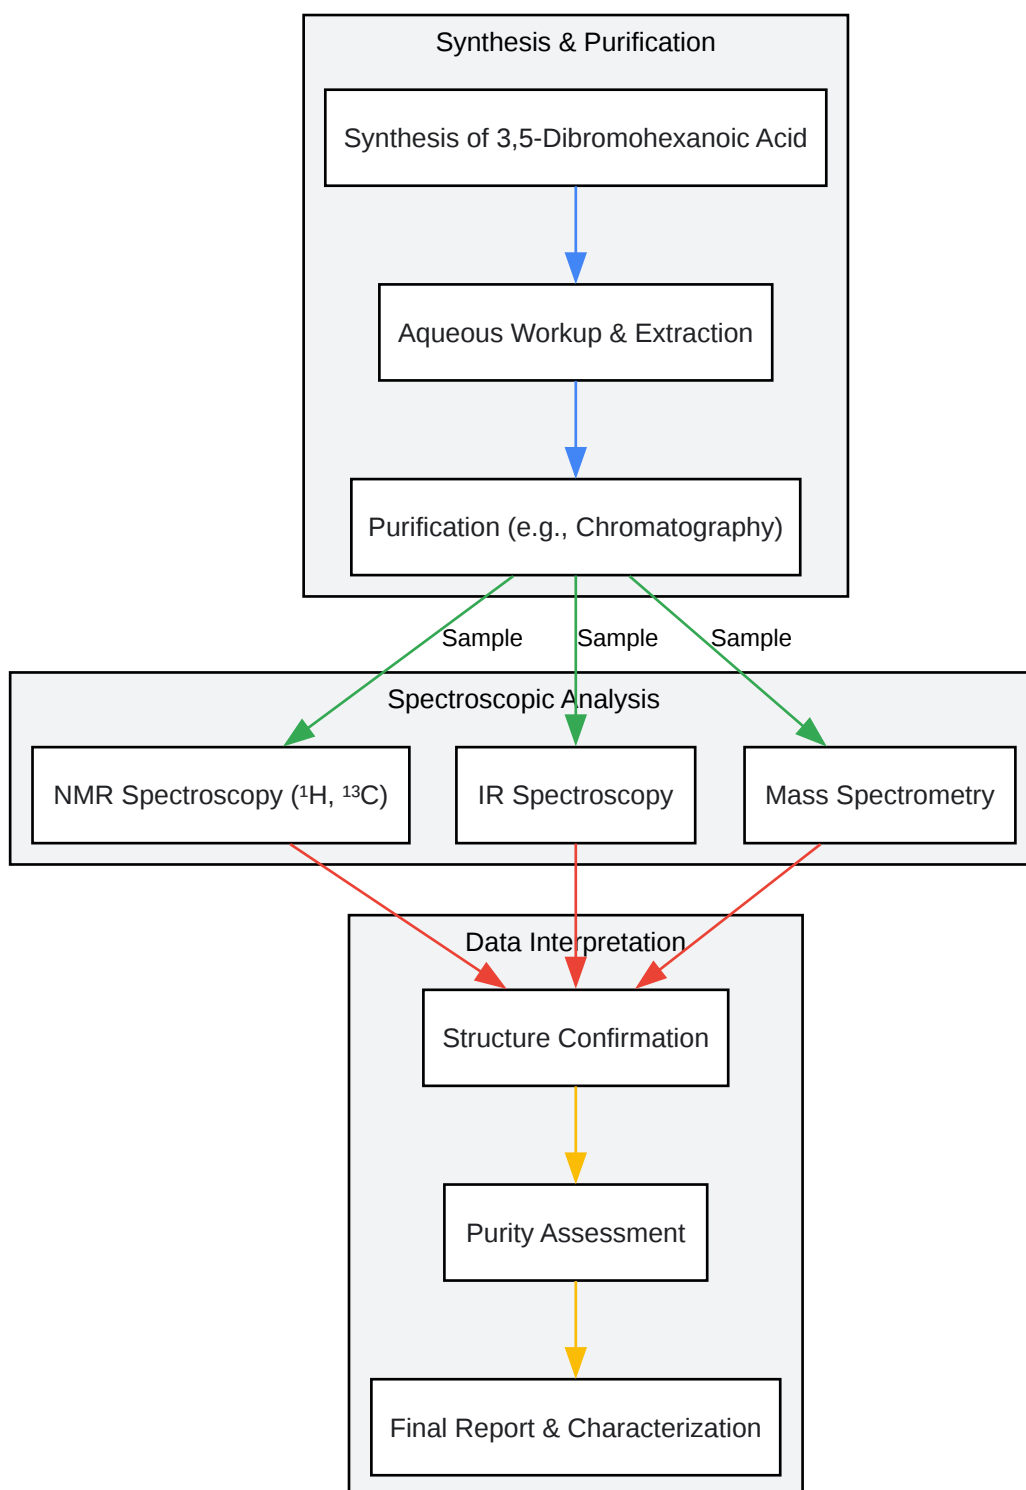 Synthesis & Purification
Synthesis of 3,5-Dibromohexanoic Acid
Aqueous Workup & Extraction
Purification (e.g., Chromatography)
Sample
Sample
Sample
Spectroscopic Analysis
NMR Spectroscopy (¹H, ¹³C)
IR Spectroscopy
Mass Spectrometry
Data Interpretation
Structure Confirmation
Purity Assessment
Final Report & Characterization